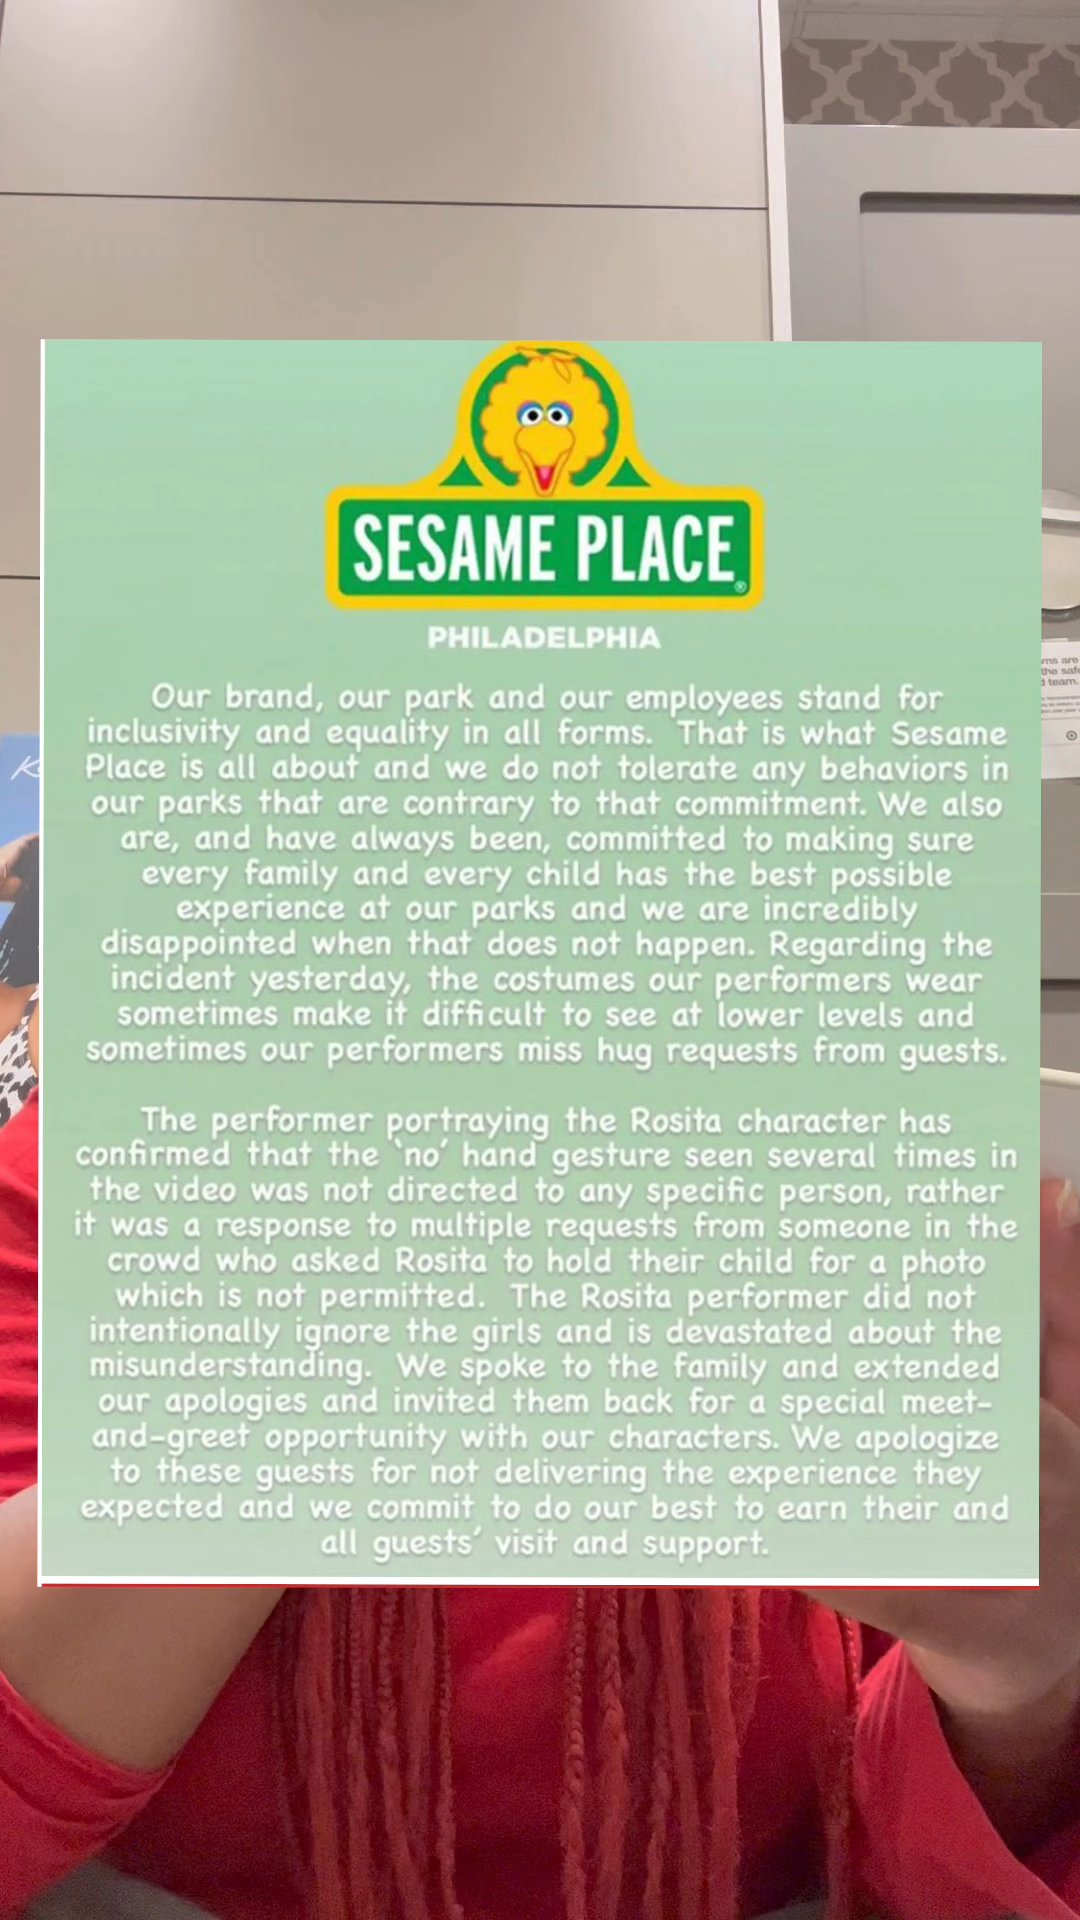 SESAME PLACE
PHILADELPHIA
Our brand, our park and our employees stand for
inclusivity and equality in all forms. That is what Sesame
Place is all about and we do not tolerate any behaviors in
our parks that are contrary to that commitment. We also
are, and have always been, committed to making sure
every family and every child has the best possible
experience at our parks and we are incredibly
disappointed when that does not happen. Regarding the
incident yesterday, the costumes our performers wear
sometimes make it difficult to see at lower levels and
sometimes our performers miss hug requests from guests.
The performer portraying the Rosita character has
confirmed that the ‘no’ hand gesture seen several times in
the video was not directed to any specific person, rather
it was a response to multiple requests from someone in the
crowd who asked Rosita to hold their child for a photo
which is not permitted. The Rosita performer did not
intentionally ignore the girls and is devastated about the
misunderstanding. We spoke to the family and extended
our apologies and invited them back for a special meet-
and-greet opportunity with our characters. We apologize
to these guests for not delivering the experience they
expected and we commit to do our best to earn their and
all guests’ visit and support.
are
the
team.